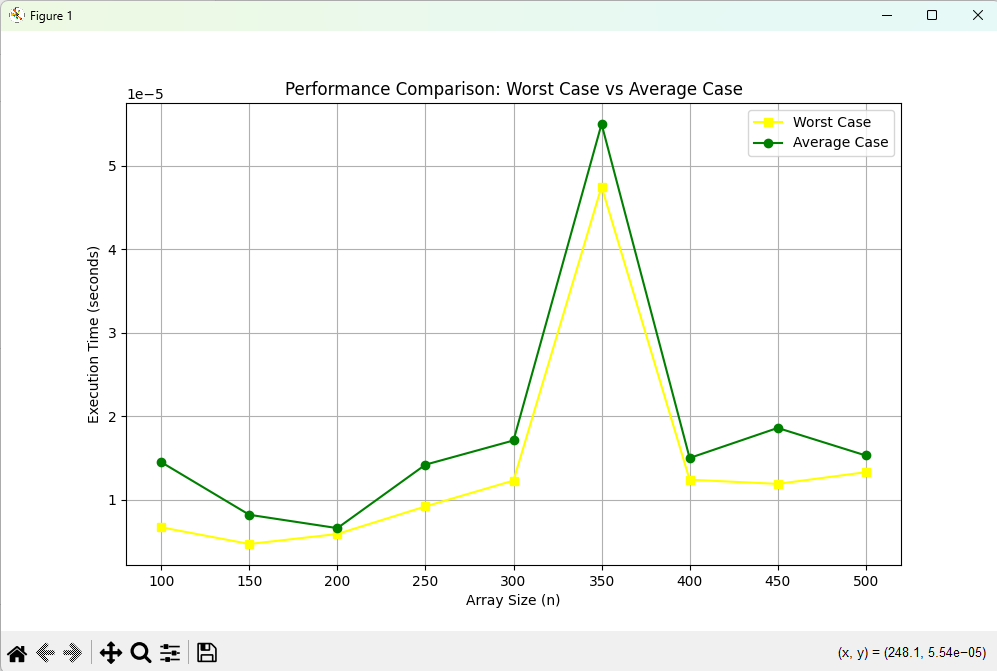 Figure 1
Performance Comparison: Worst Case vs Average Case
1e−5
Worst Case
Average Case
5
4
3
2
1
Execution Time (seconds)
100 150 200 250 300 350 400 450 500
Array Size (n)
(x, y) = (248.1, 5.54e−05)